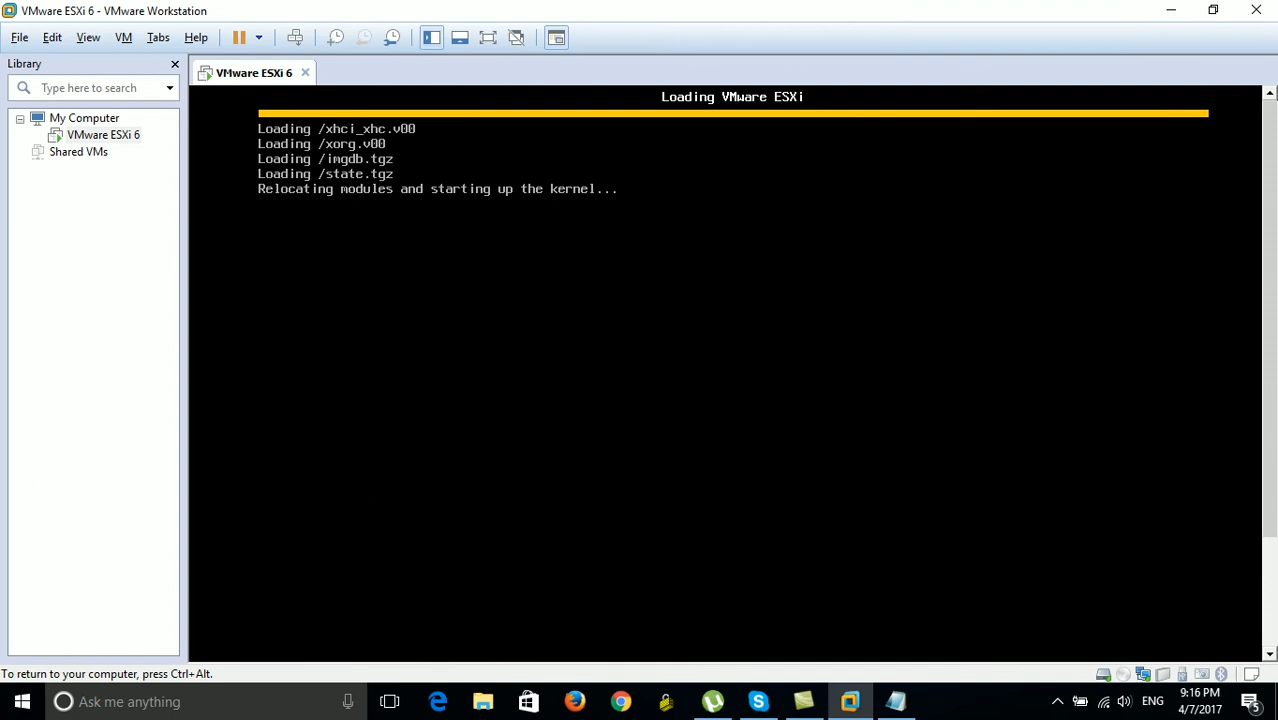 VMware ESXi 6 - VMware Workstation
File Edit View VM Tabs Help
Library
Type here to search
My Computer
VMware ESXi 6
Shared VMs
VMware ESXi 6
Loading VMware ESXi
Loading /xhci_xhc.v00
Loading /xorg.v00
Loading /imgdb.tgz
Loading /state.tgz
Relocating modules and starting up the kernel...
To return to your computer, press Ctrl+Alt.
Ask me anything
ENG
9:16 PM
4/7/2017
5